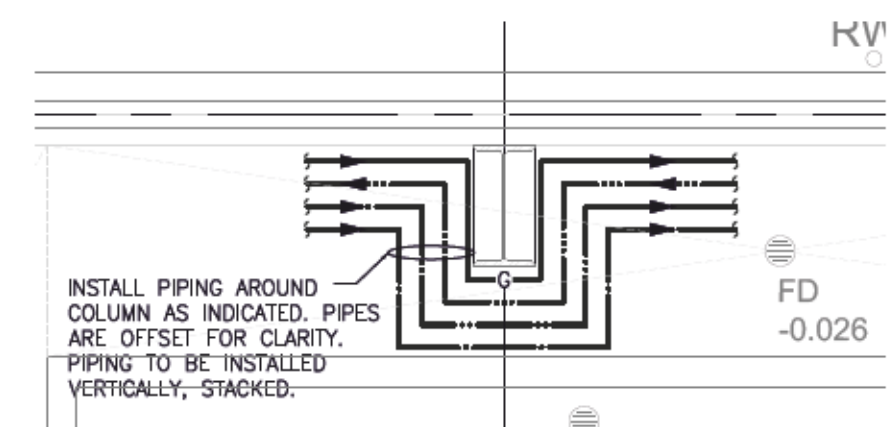 RW
G
INSTALL PIPING AROUND
COLUMN AS INDICATED. PIPES
ARE OFFSET FOR CLARITY.
PIPING TO BE INSTALLED
VERTICALLY, STACKED.
FD
-0.026